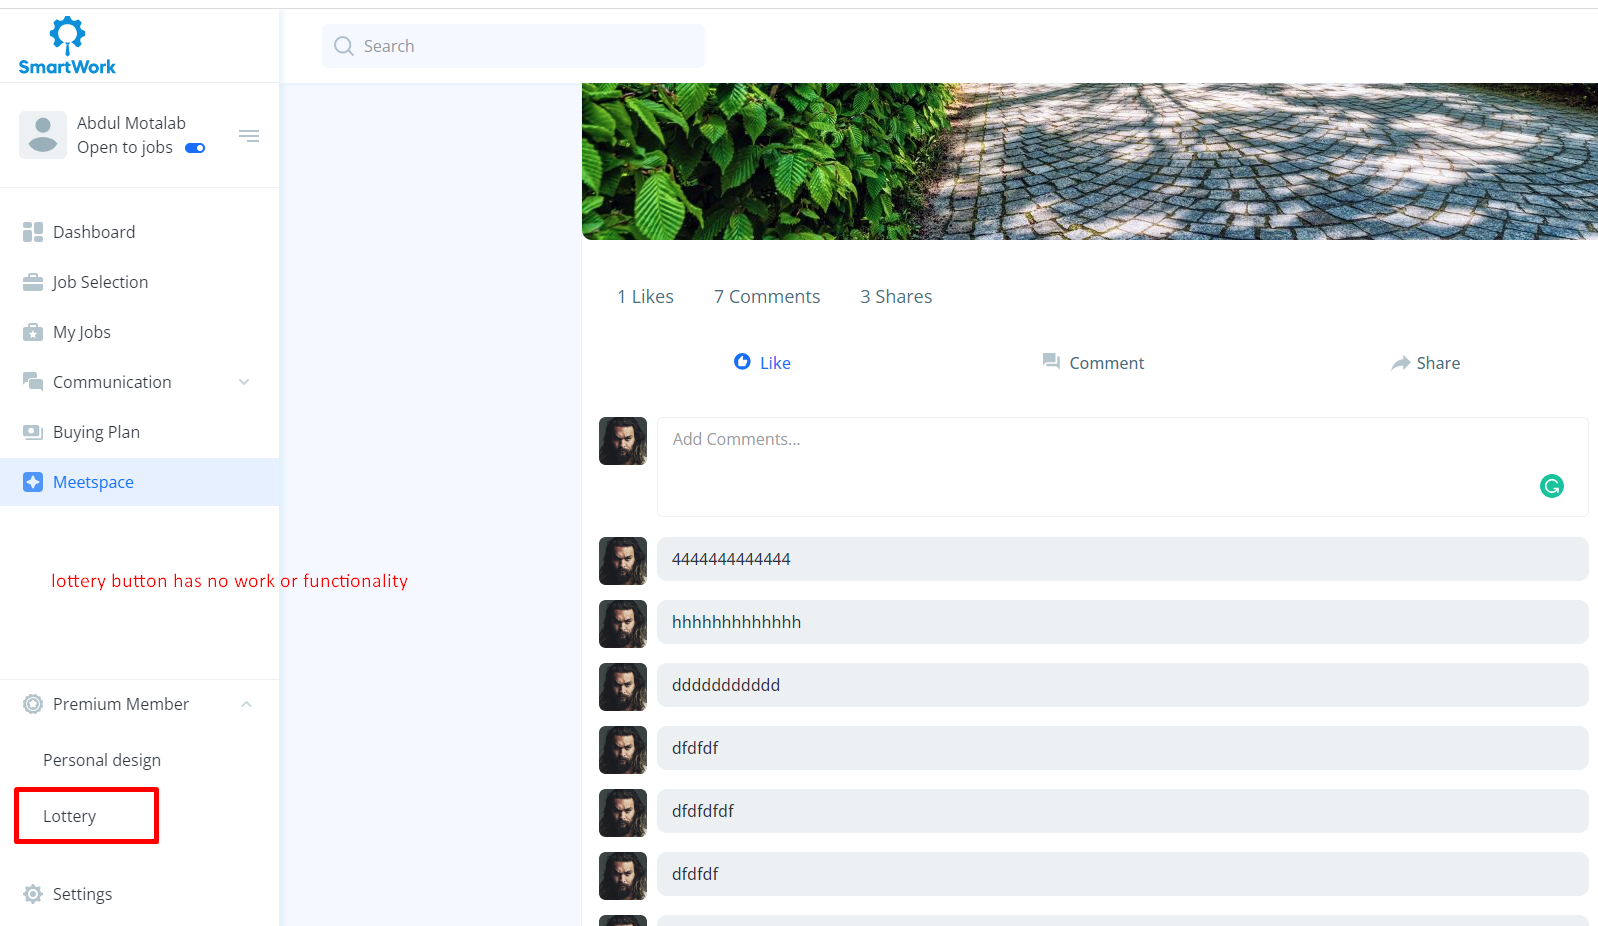 SmartWork
Search
Abdul Motalab
Open to jobs
Dashboard
Job Selection
My Jobs
Communication
Buying Plan
Meetspace
lottery button has no work or functionality
Premium Member
Personal design
Lottery
Settings
1 Likes 7 Comments 3 Shares
Like Comment Share
Add Comments...
4444444444444
hhhhhhhhhhhhh
ddddddddddd
dfdfdf
dfdfdfdf
dfdfdf